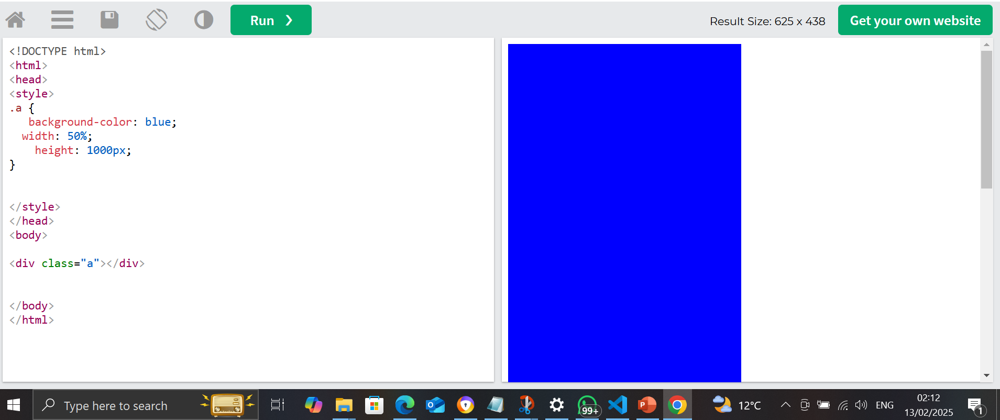 Run ❯
Result Size: 625 x 438
Get your own website
<!DOCTYPE html>
<html>
<head>
<style>
.a {
   background-color: blue;
  width: 50%;
    height: 1000px;
}
</style>
</head>
<body>
<div class="a"></div>
</body>
</html>
Type here to search
O
99+
P
12°C
ENG
02:12
13/02/2025
1